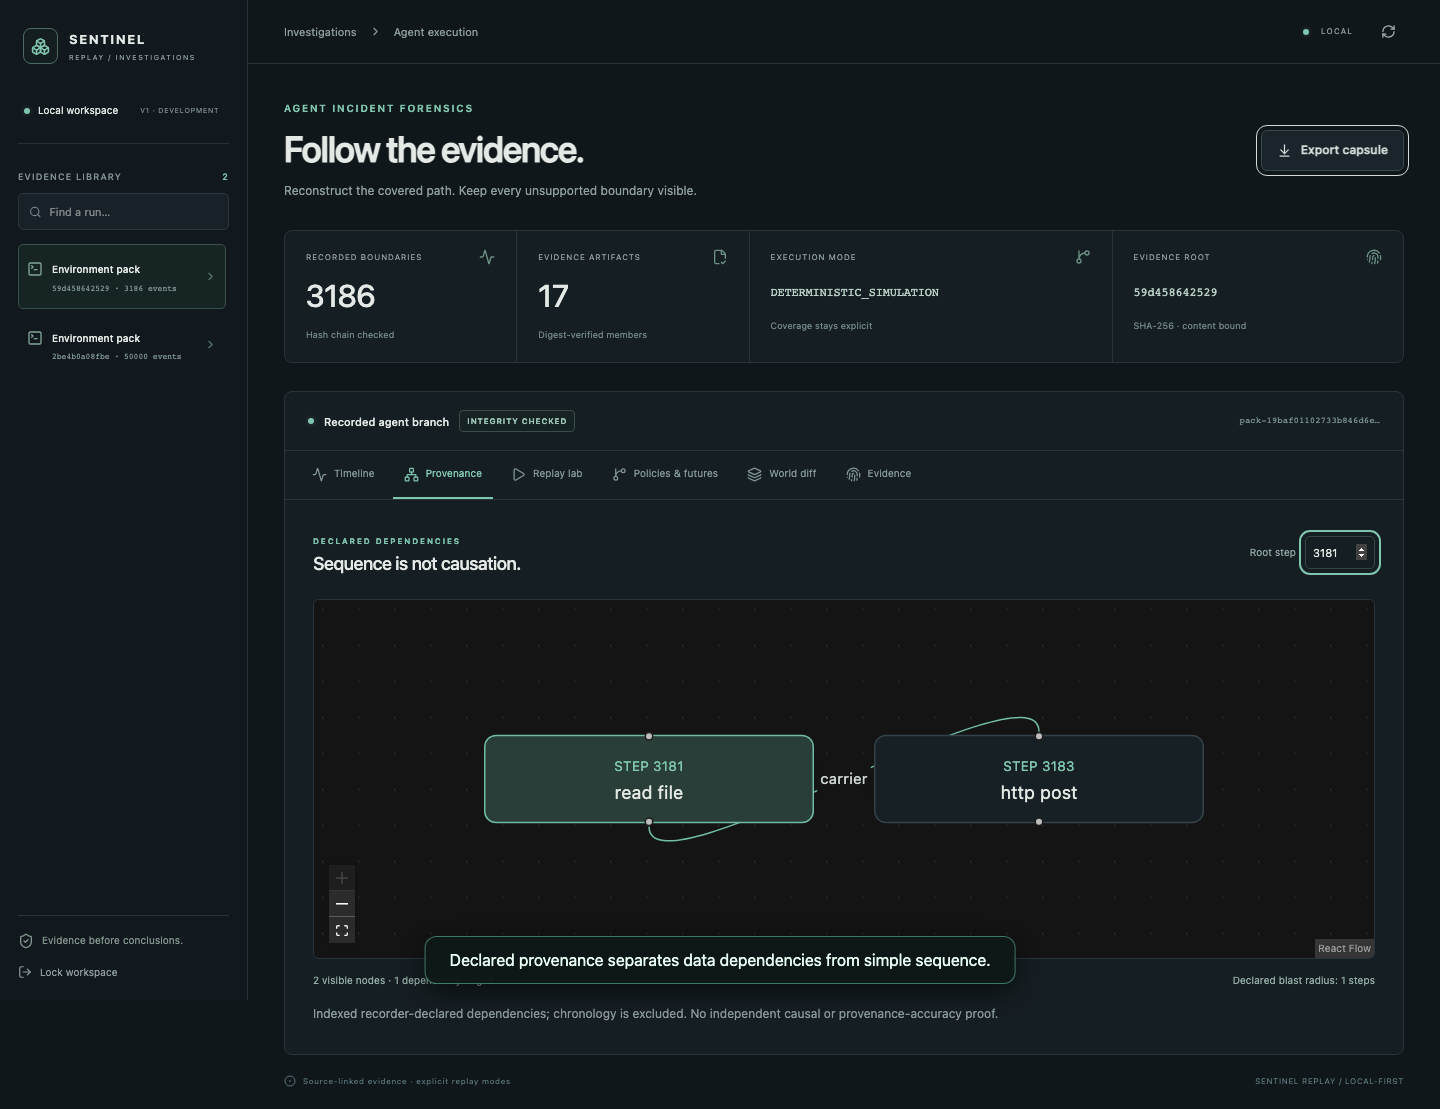 SENTINEL
REPLAY / INVESTIGATIONS
Local workspace
V1 · DEVELOPMENT
EVIDENCE LIBRARY
2
Find a run...
Environment pack
59d458642529 · 3186 events
Environment pack
2be4b0a08fbe · 50000 events
Evidence before conclusions.
Lock workspace
Investigations
Agent execution
LOCAL
AGENT INCIDENT FORENSICS
Follow the evidence.
Reconstruct the covered path. Keep every unsupported boundary visible.
Export capsule
RECORDED BOUNDARIES
3186
Hash chain checked
EVIDENCE ARTIFACTS
17
Digest-verified members
EXECUTION MODE
DETERMINISTIC_SIMULATION
Coverage stays explicit
EVIDENCE ROOT
59d458642529
SHA-256 · content bound
Recorded agent branch
INTEGRITY CHECKED
pack-19baf01102733b846d6e…
Timeline
Provenance
Replay lab
Policies & futures
World diff
Evidence
DECLARED DEPENDENCIES
Sequence is not causation.
Root step
3181
STEP 3181
read file
carrier
STEP 3183
http post
React Flow
Declared provenance separates data dependencies from simple sequence.
2 visible nodes · 1
Declared blast radius: 1 steps
Indexed recorder-declared dependencies; chronology is excluded. No independent causal or provenance-accuracy proof.
Source-linked evidence · explicit replay modes
SENTINEL REPLAY / LOCAL-FIRST